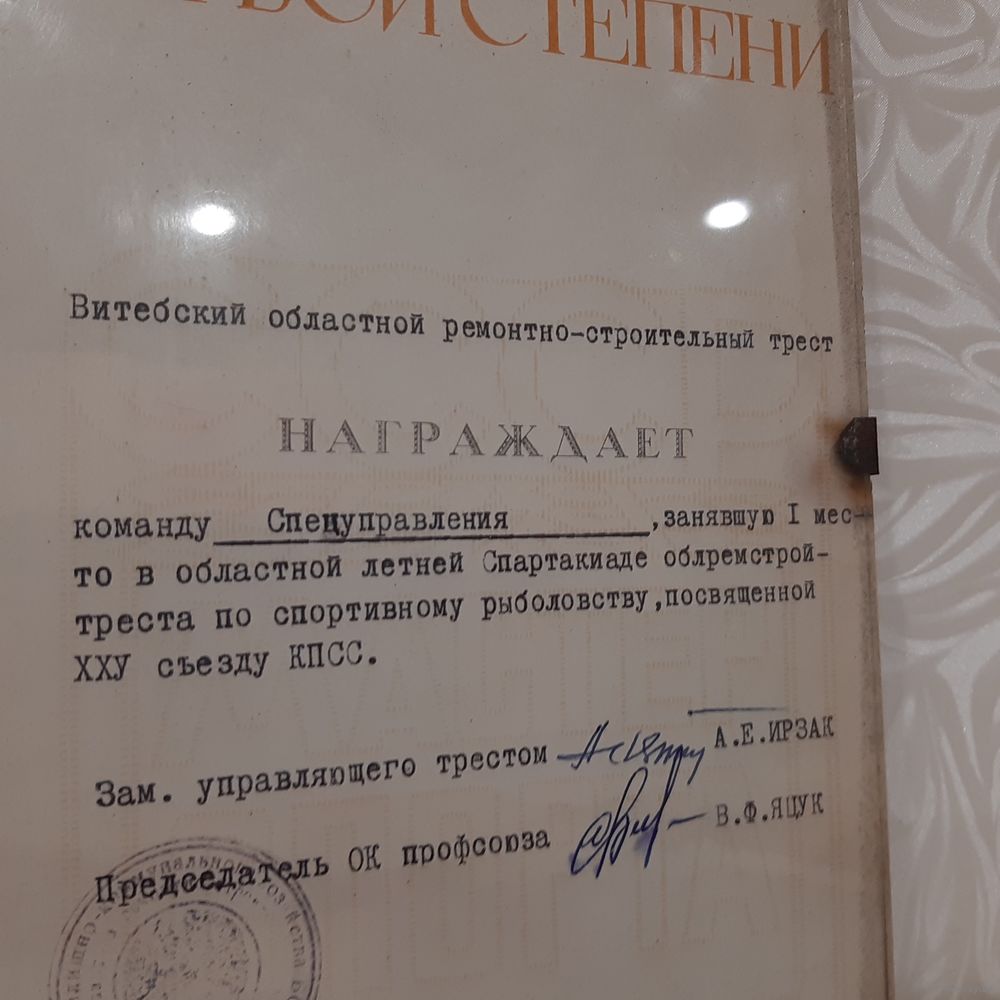 СТЕПЕНИ
Витебский областной ремонтно-строительный трест
НАГРАЖДАЕТ
команду Спецуправления ,занявшую I мес-
то в областной летней Спартакиаде облремстрой-
треста по спортивному рыболовству,посвященной
ХХУ съезду КПСС.
Зам. управляющего трестом А.Е.ИРЗАК
Председатель ОК профсоюза В.Ф.ЯЦУК